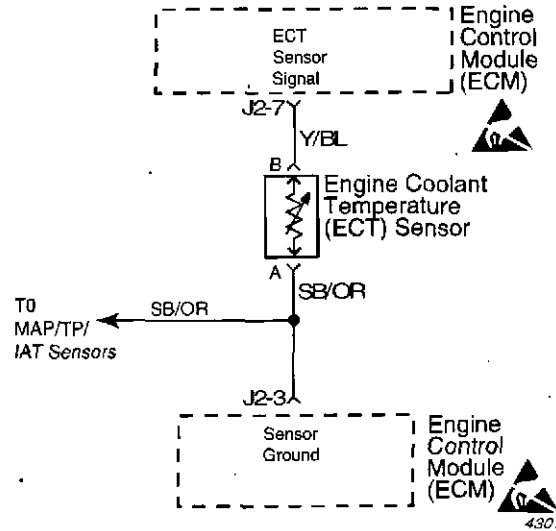 ECT
Sensor
Signal
Engine
Control
Module
(ECM)
J2-7
Y/BL
B
Engine Coolant
Temperature
(ECT) Sensor
A
SB/OR
T0
MAP/TP/
IAT Sensors
SB/OR
J2-3
Sensor
Ground
Engine
Control
Module
(ECM)
430